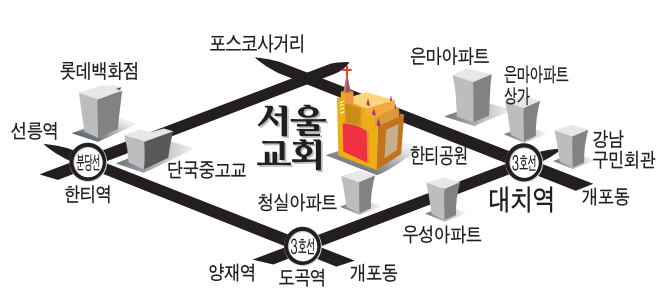 포스코사거리
은마아파트
롯데백화점
은마아파트
상가
서울
교회
선릉역
강남
구민회관
분당선
단국중고교
한티공원
3호선
한티역
청실아파트
대치역
개포동
우성아파트
3호선
양재역
도곡역
개포동